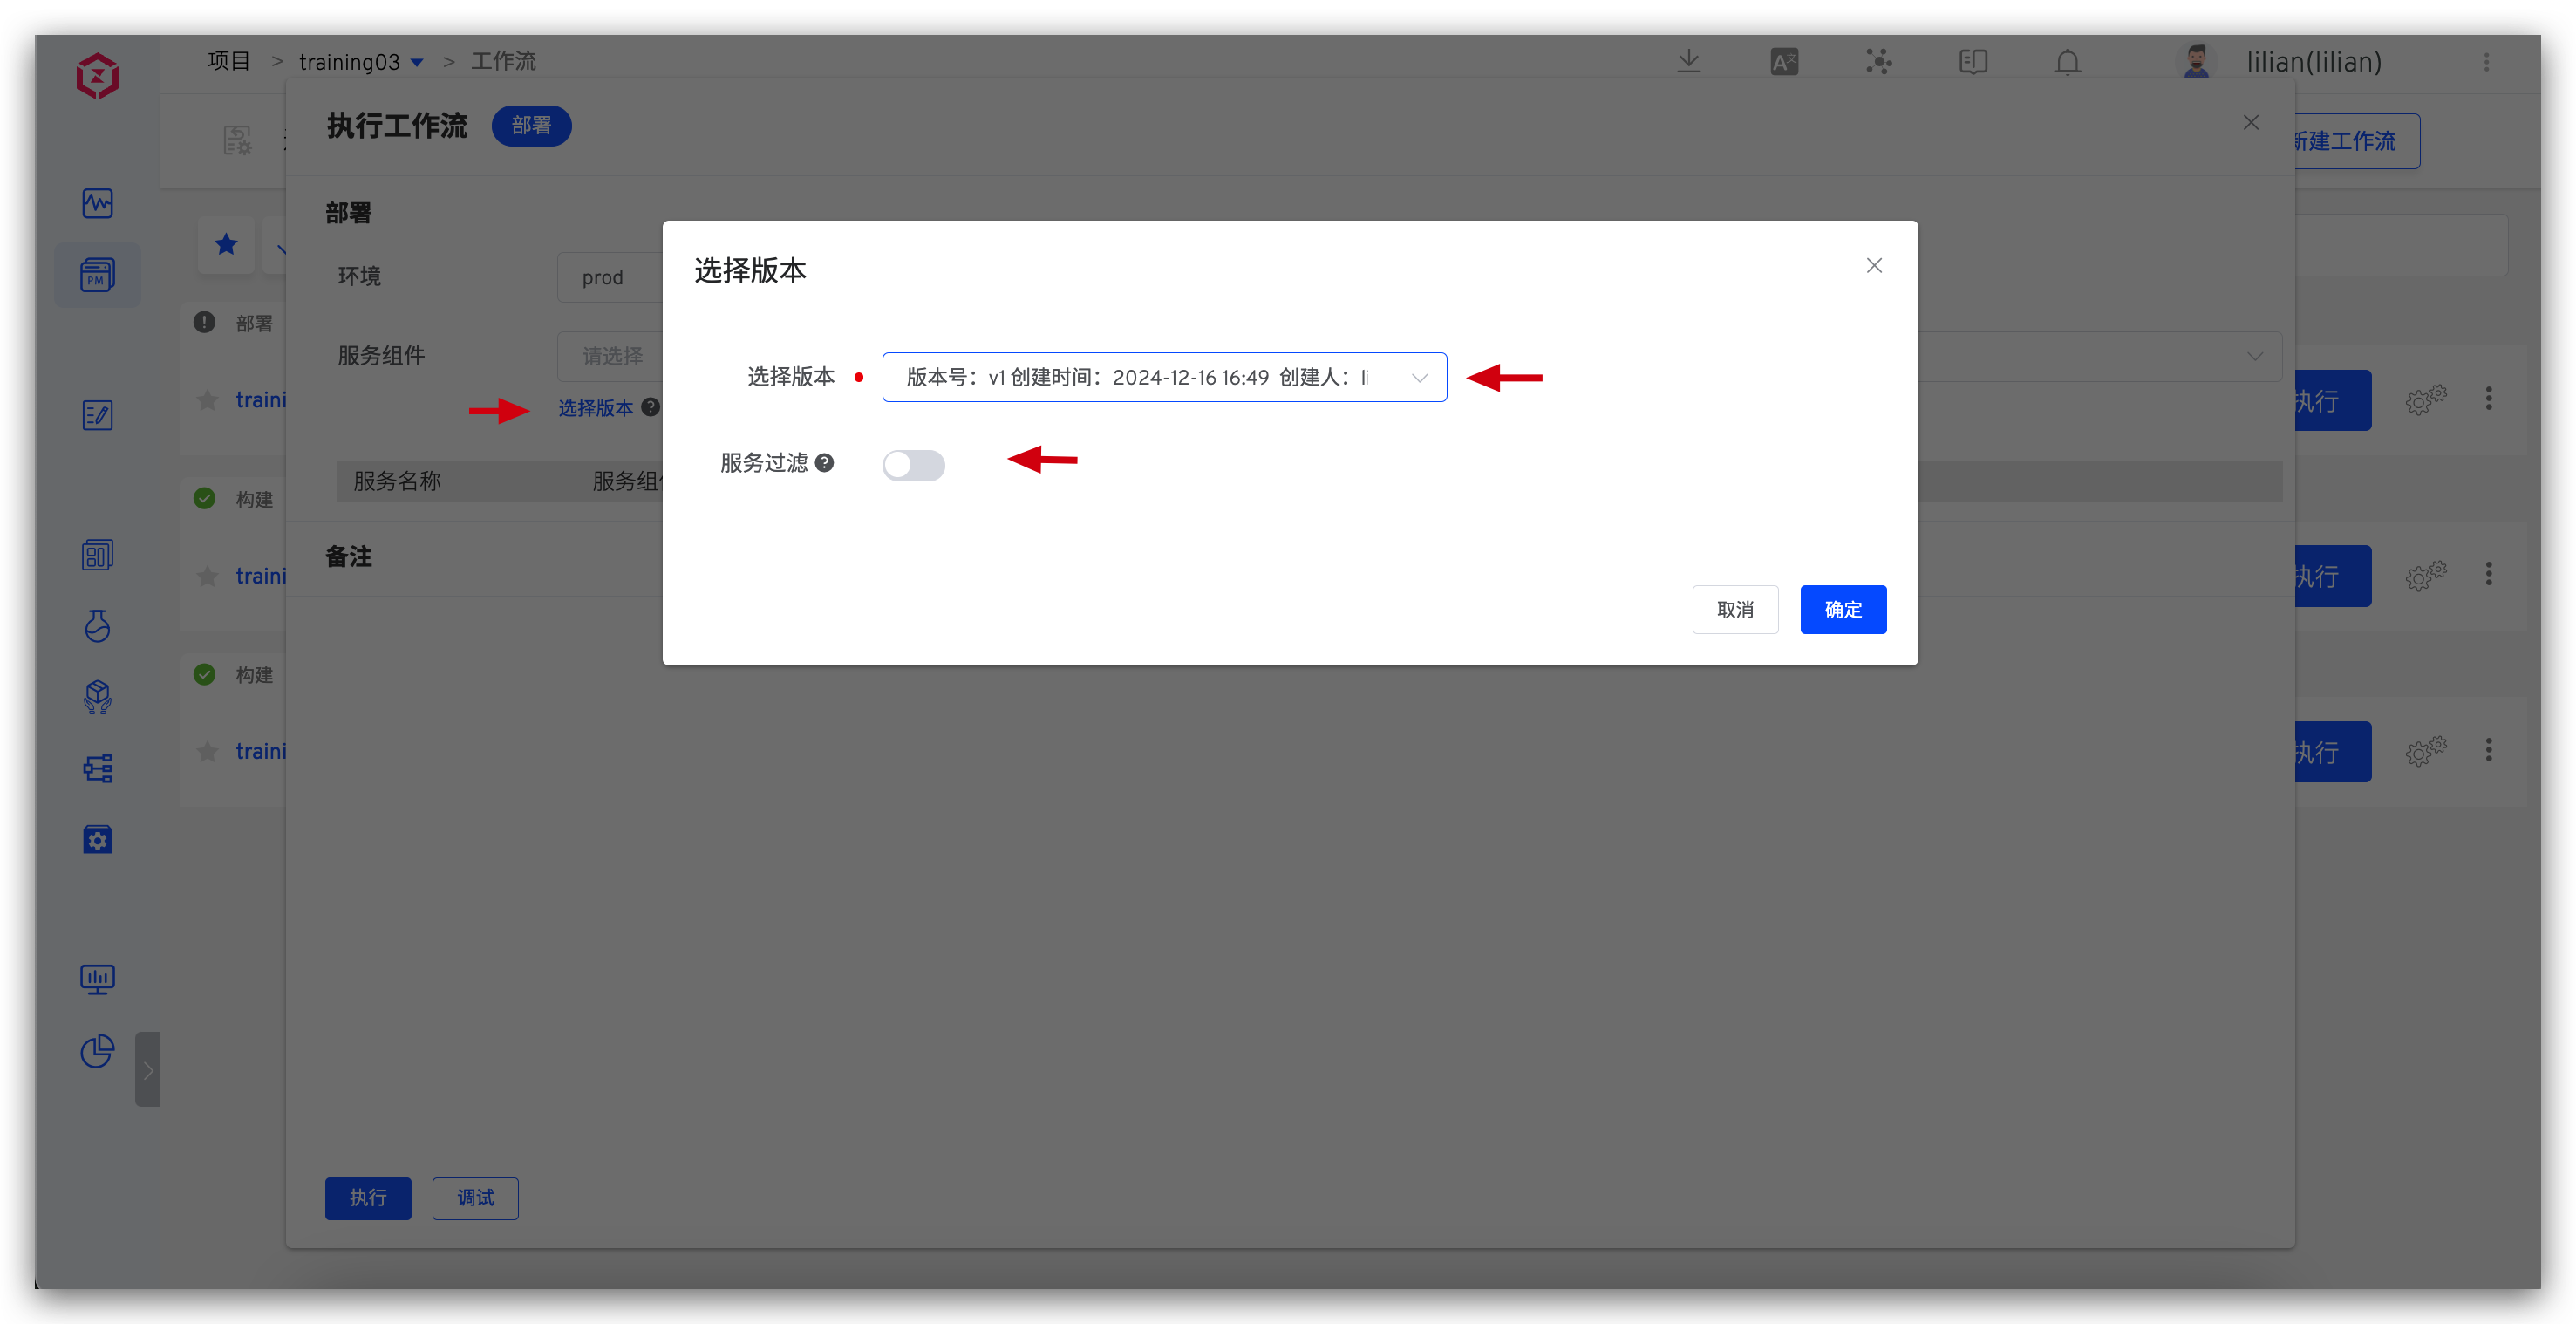 项目 > training03 > 工作流
lilian(lilian)
执行工作流 部署
新建工作流
部署
选择版本
环境 prod
PM
部署
服务组件 请选择
选择版本 版本号：v1 创建时间：2024-12-16 16:49 创建人：li
traini
执行
选择版本
服务过滤
服务名称 服务组件
构建
备注
traini
执行
取消 确定
构建
traini
执行
执行 调试